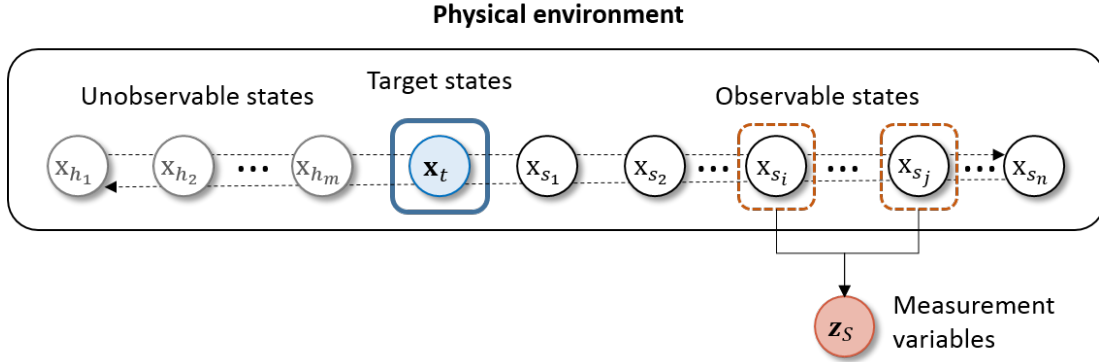 Physical environment
Unobservable states
Target states
Observable states
x_{h_1} x_{h_2} ... x_{h_m} x_t x_{s_1} x_{s_2} ... x_{s_i} ... x_{s_j} ... x_{s_n}
z_S
Measurement
variables